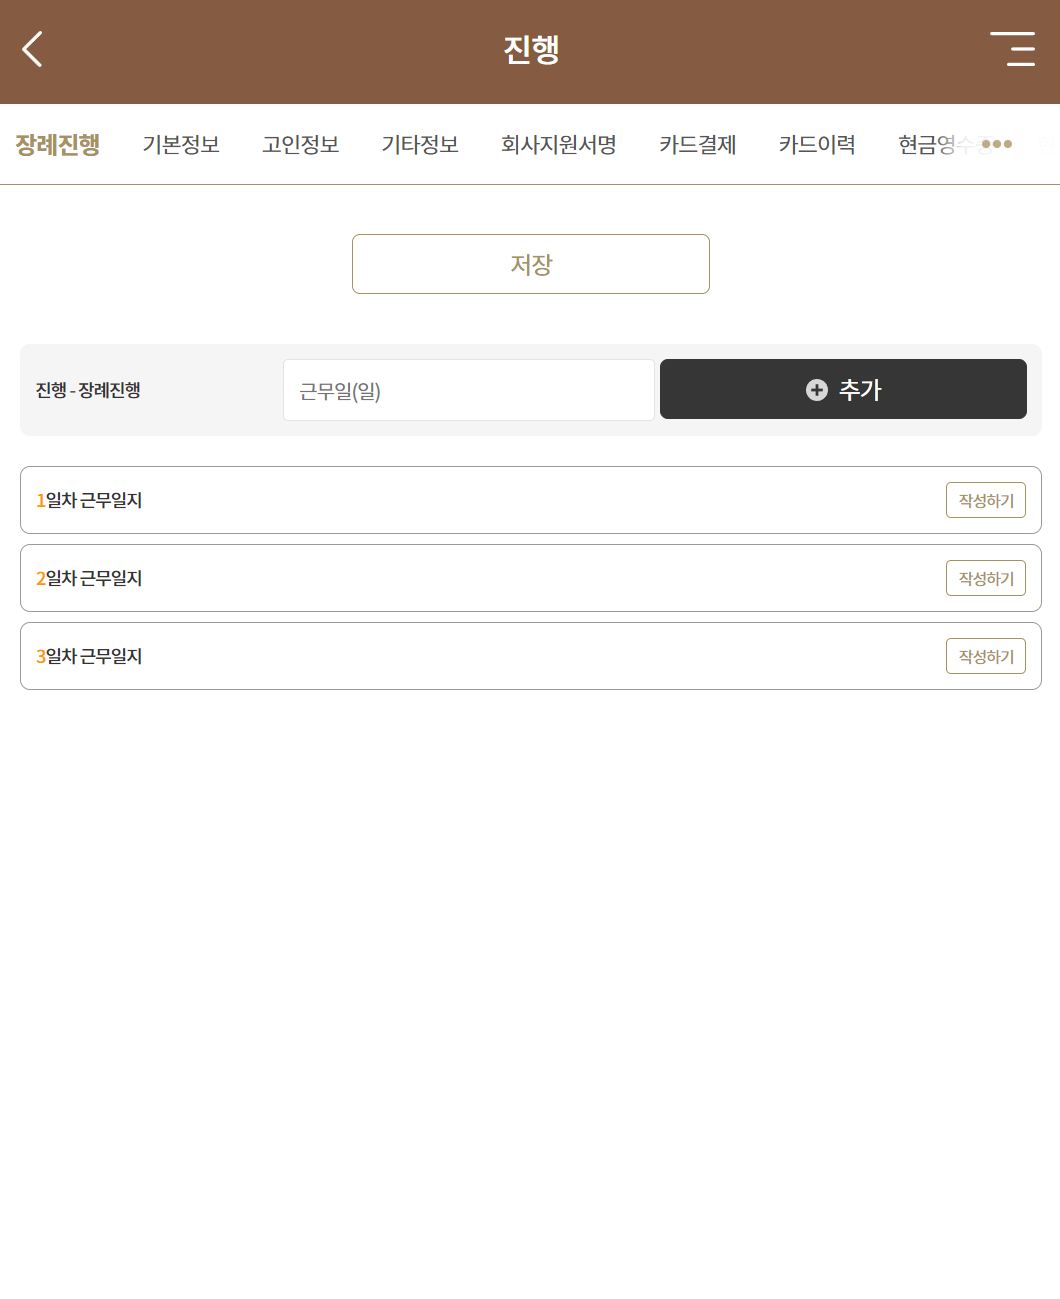 진행
장례진행 기본정보 고인정보 기타정보 회사지원서명 카드결제 카드이력 현금영수증
저장
진행 - 장례진행 근무일(일) 추가
1일차 근무일지 작성하기
2일차 근무일지 작성하기
3일차 근무일지 작성하기